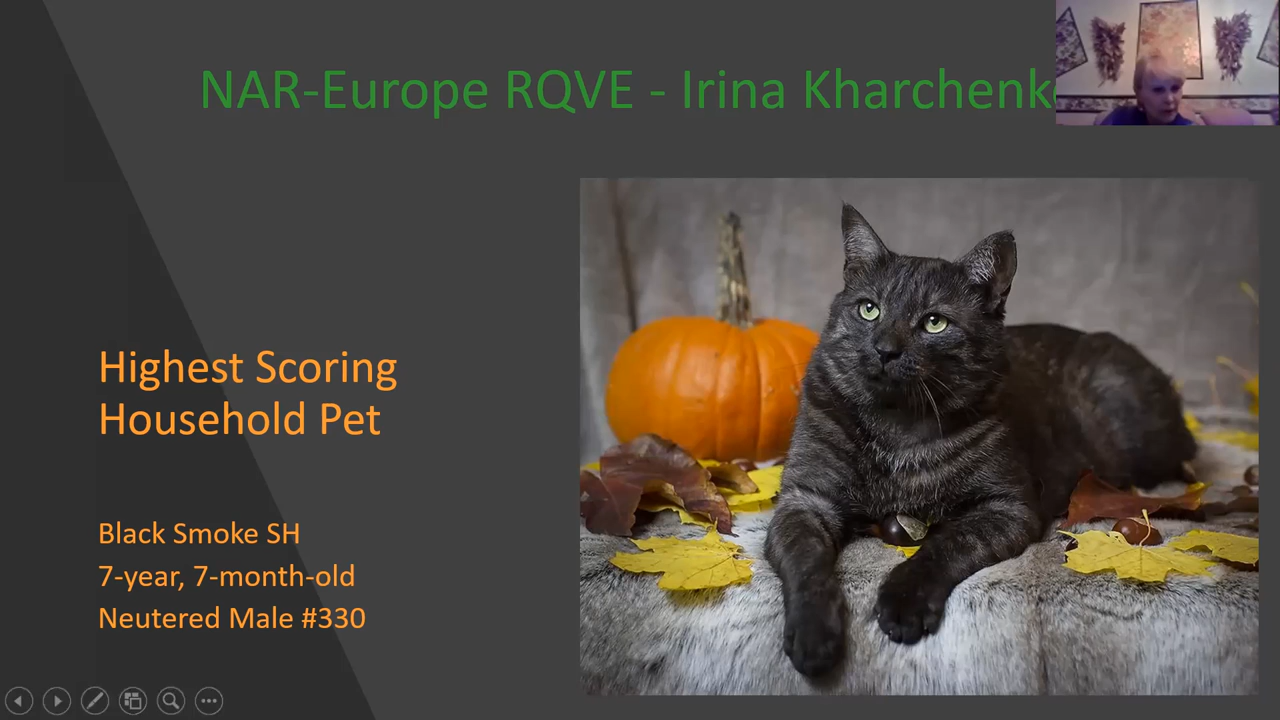 NAR-Europe RQVE - Irina Kharchenko
Highest Scoring
Household Pet
Black Smoke SH
7-year, 7-month-old
Neutered Male #330